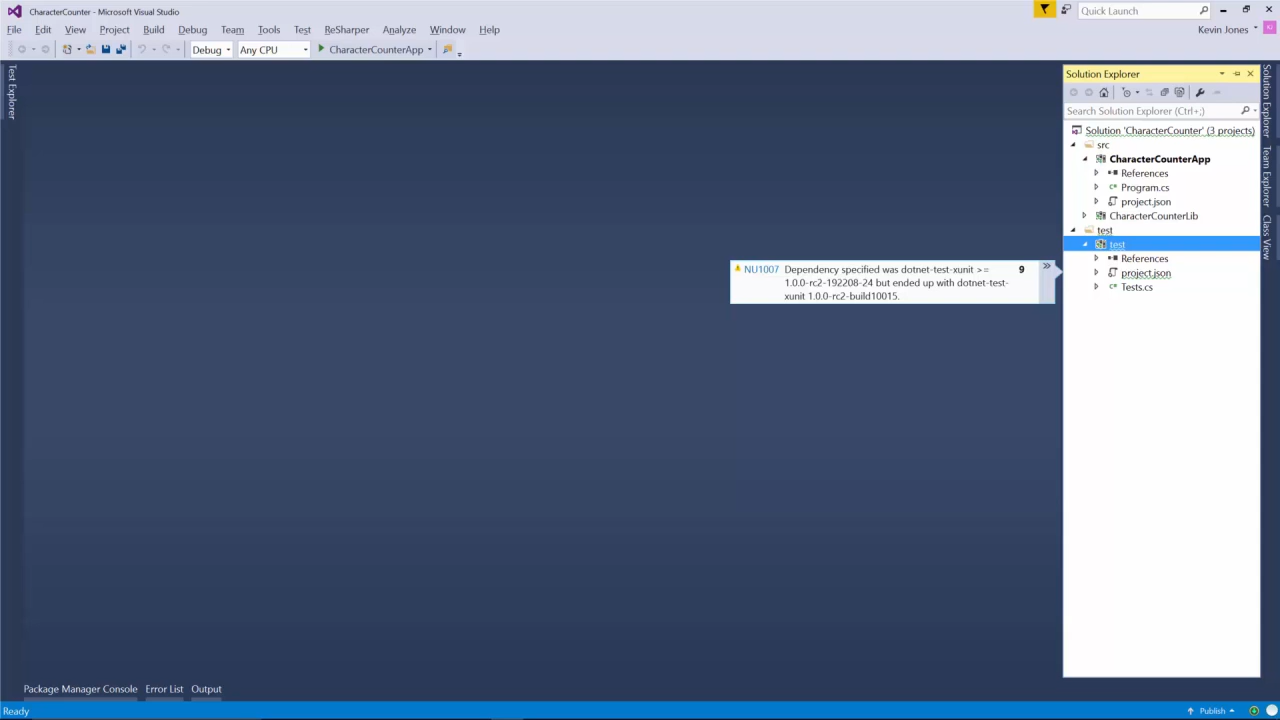 CharacterCounter - Microsoft Visual Studio
Quick Launch
File Edit View Project Build Debug Team Tools Test ReSharper Analyze Window Help
Kevin Jones
KJ
Debug Any CPU CharacterCounterApp
Test Explorer
Solution Explorer
Search Solution Explorer (Ctrl+;)
Solution 'CharacterCounter' (3 projects)
src
CharacterCounterApp
References
Program.cs
project.json
CharacterCounterLib
test
test
References
project.json
Tests.cs
NU1007 Dependency specified was dotnet-test-xunit >= 9
1.0.0-rc2-192208-24 but ended up with dotnet-test-
xunit 1.0.0-rc2-build10015.
Solution Explorer
Team Explorer
Class View
Package Manager Console Error List Output
Ready
Publish